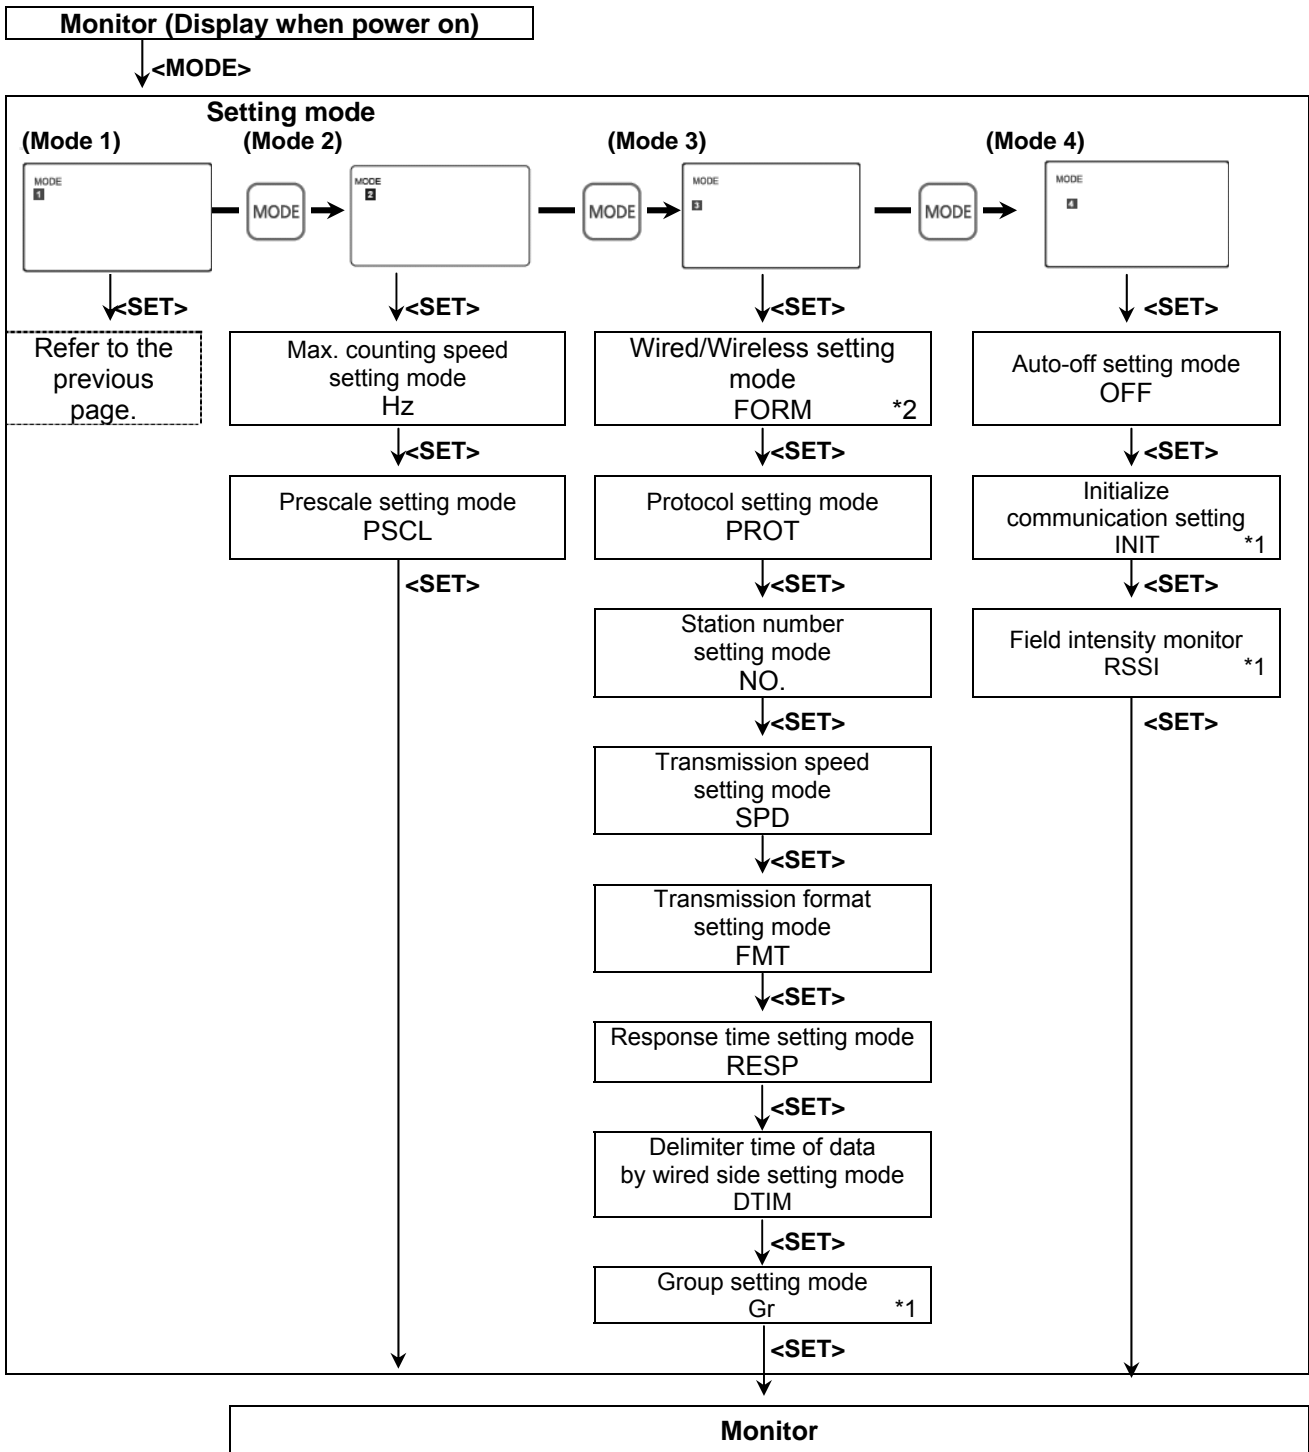 Monitor (Display when power on)
<MODE>
Setting mode
(Mode 1)
(Mode 2)
(Mode 3)
(Mode 4)
MODE
1
MODE
MODE
2
MODE
MODE
3
MODE
MODE
4
<SET>
<SET>
<SET>
<SET>
Refer to the
previous
page.
Max. counting speed
setting mode
Hz
<SET>
Prescale setting mode
PSCL
<SET>
Wired/Wireless setting
mode
FORM *2
<SET>
Protocol setting mode
PROT
<SET>
Station number
setting mode
NO.
<SET>
Transmission speed
setting mode
SPD
<SET>
Transmission format
setting mode
FMT
<SET>
Response time setting mode
RESP
<SET>
Delimiter time of data
by wired side setting mode
DTIM
<SET>
Group setting mode
Gr *1
<SET>
Auto-off setting mode
OFF
<SET>
Initialize
communication setting
INIT *1
<SET>
Field intensity monitor
RSSI *1
<SET>
Monitor